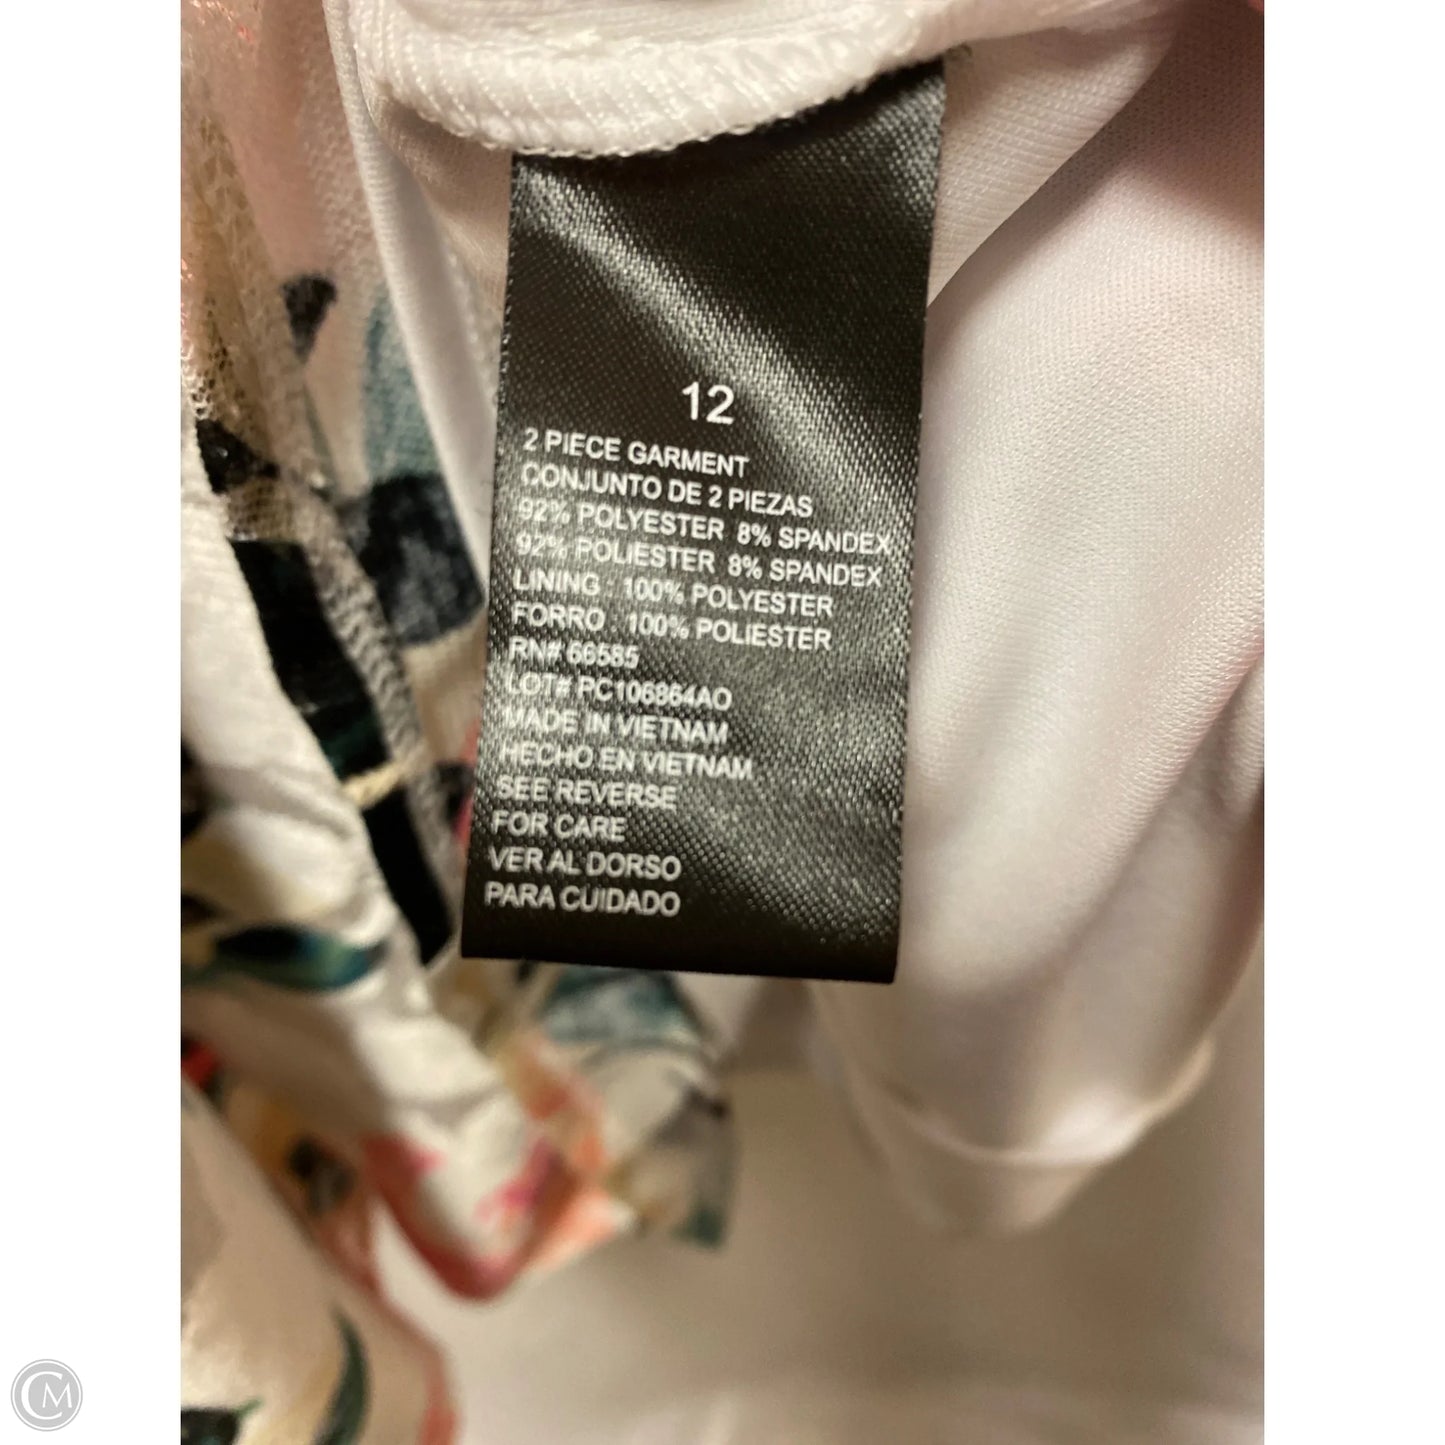 12
2 PIECE GARMENT
CONJUNTO DE 2 PIEZAS
92% POLYESTER 8% SPANDEX
92% POLIESTER 8% SPANDEX
LINING : 100% POLYESTER
FORRO : 100% POLIESTER
RN# 66585
LOT# PC106864AO
MADE IN VIETNAM
HECHO EN VIETNAM
SEE REVERSE
FOR CARE
VER AL DORSO
PARA CUIDADO
CM